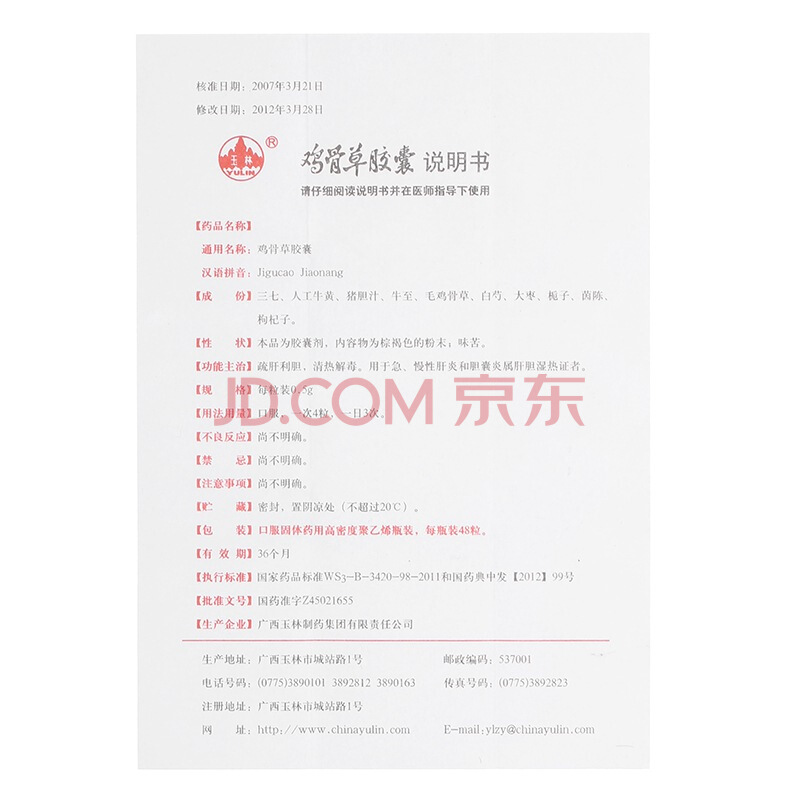 核准日期：2007年3月21日
修改日期：2012年3月28日
玉林
YULIN
®
鸡骨草胶囊 说明书
请仔细阅读说明书并在医师指导下使用
【药品名称】
通用名称：鸡骨草胶囊
汉语拼音：Jigucao Jiaonang
【成 份】三七、人工牛黄、猪胆汁、牛至、毛鸡骨草、白芍、大枣、栀子、茵陈、
枸杞子。
【性 状】本品为胶囊剂，内容物为棕褐色的粉末；味苦。
【功能主治】疏肝利胆，清热解毒。用于急、慢性肝炎和胆囊炎属肝胆湿热证者。
【规 格】每粒装0.5g
【用法用量】口服，一次4粒，一日3次。
JD.COM 京东
【不良反应】尚不明确。
【禁 忌】尚不明确。
【注意事项】尚不明确。
【贮 藏】密封，置阴凉处（不超过20℃）。
【包 装】口服固体药用高密度聚乙烯瓶装，每瓶装48粒。
【有 效 期】36个月
【执行标准】国家药品标准WS3-B-3420-98-2011和国药典中发【2012】99号
【批准文号】国药准字Z45021655
【生产企业】广西玉林制药集团有限责任公司
生产地址：广西玉林市城站路1号 邮政编码：537001
电话号码：(0775)3890101 3892812 3890163 传真号码：(0775)3892823
注册地址：广西玉林市城站路1号
网 址：http://www.chinayulin.com E-mail:ylzy@chinayulin.com